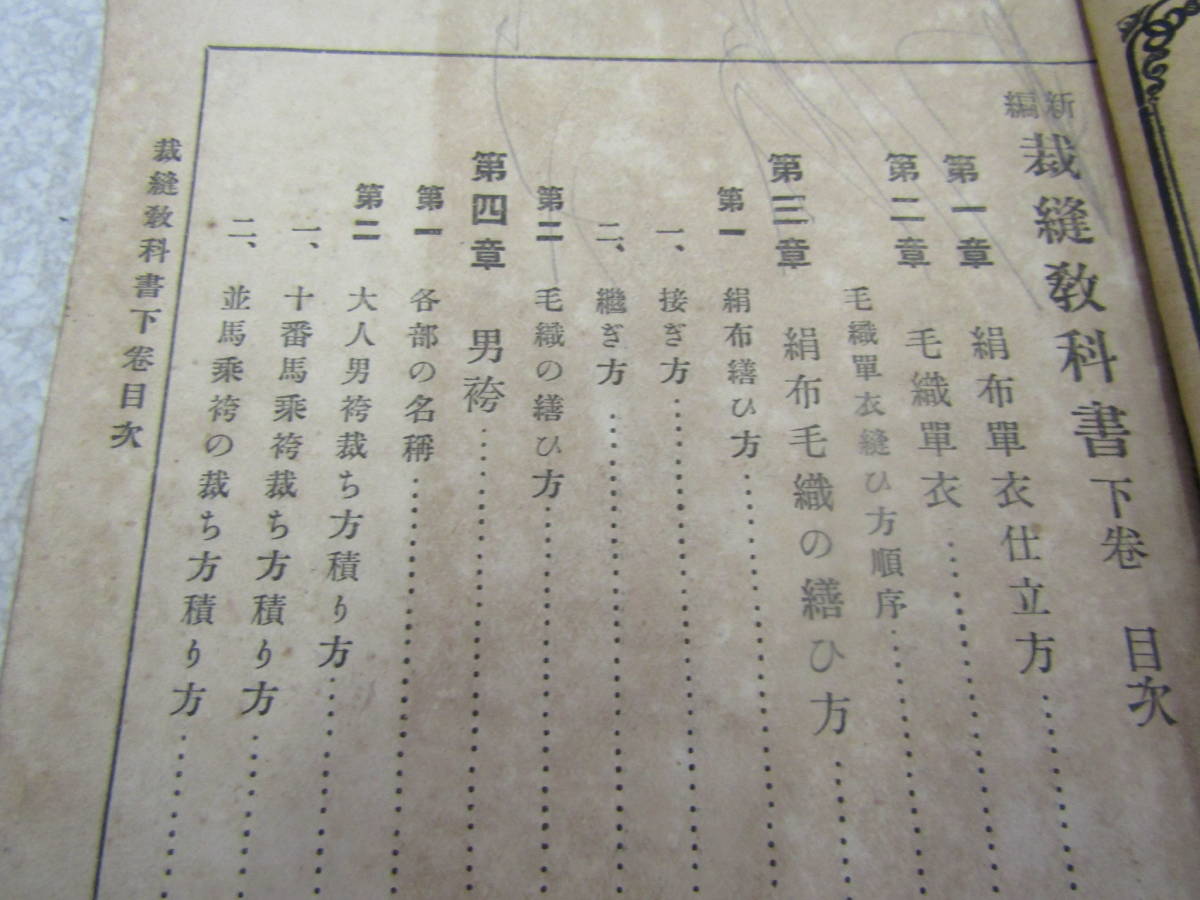 新編 裁縫教科書下卷 目次
第一章 絹布單衣仕立方……
第二章 毛織單衣……
毛織單衣縫ひ方順序……
第三章 絹布毛織の繕ひ方……
第一 絹布繕ひ方……
一、接ぎ方……
二、繼ぎ方……
第二 毛織の繕ひ方……
第四章 男袴……
第一 各部の名稱……
第二 大人男袴裁ち方積り方……
一、十番馬乘袴裁ち方積り方……
二、並馬乘袴の裁ち方積り方……
裁縫敎科書下卷目次